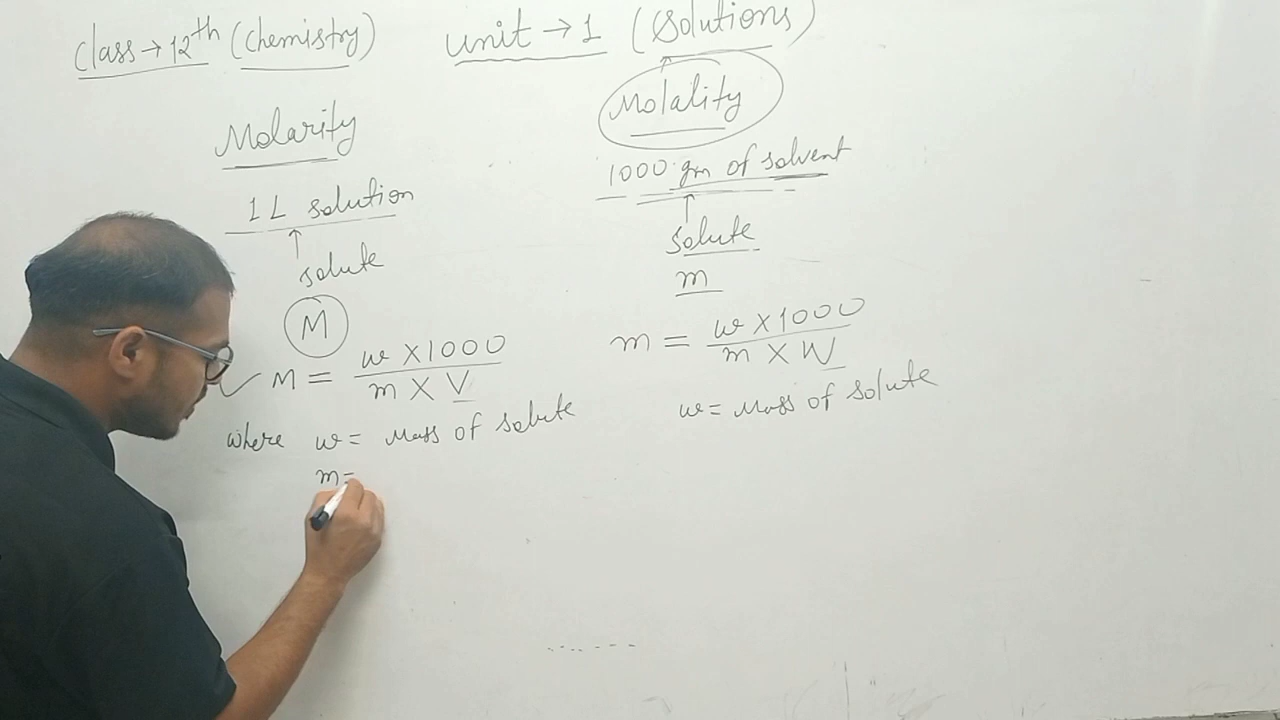 Class → 12th (Chemistry)
Unit → 1 (Solutions)
Molarity
1 L solution
↑
solute
M
M = w X 1000 / m X V
where w = Mass of solute
m =
Molality
1000 gm of solvent
↑
Solute
m
m = w X 1000 / m X W
w = Mass of solute